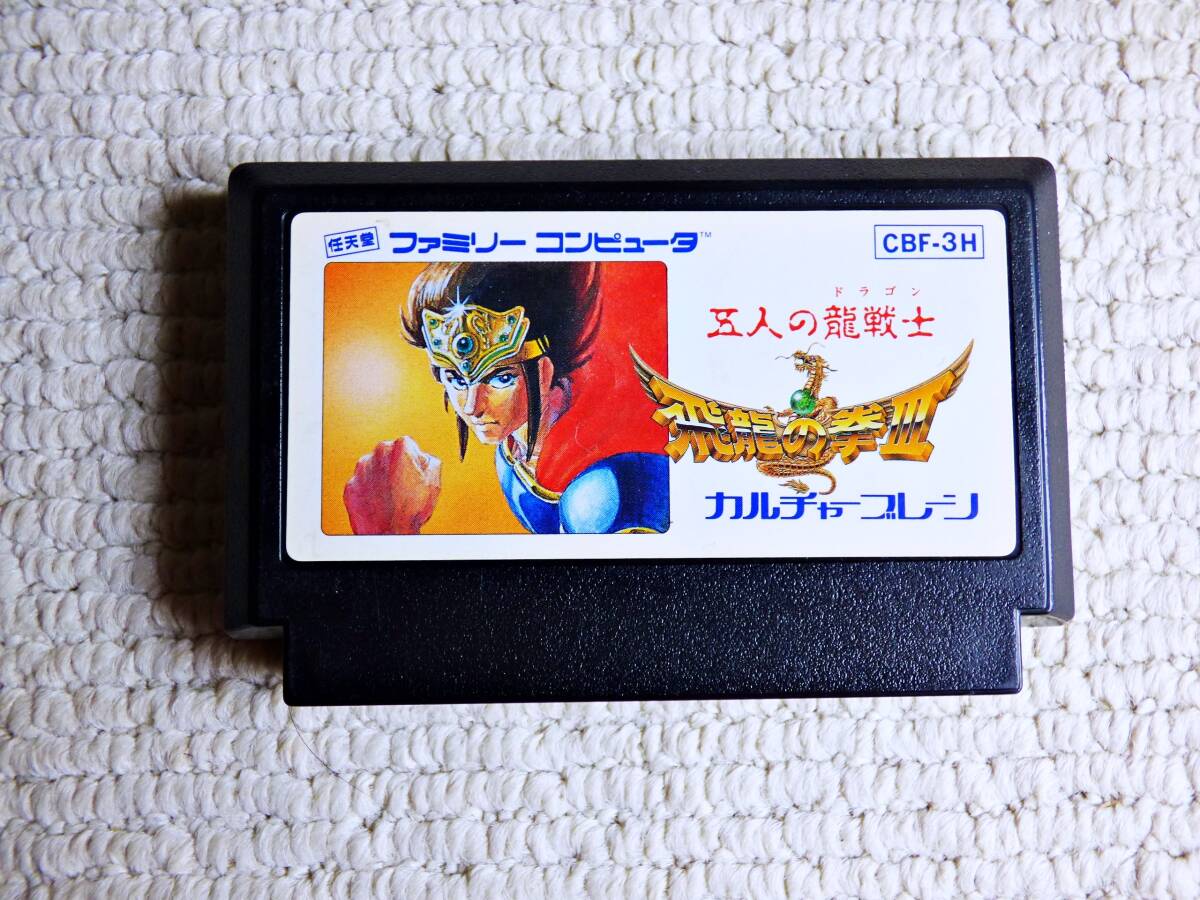 任天堂 ファミリー コンピュータ™
CBF-3H
ドラゴン
五人の龍戦士
飛龍の拳III
カルチャーブレーン